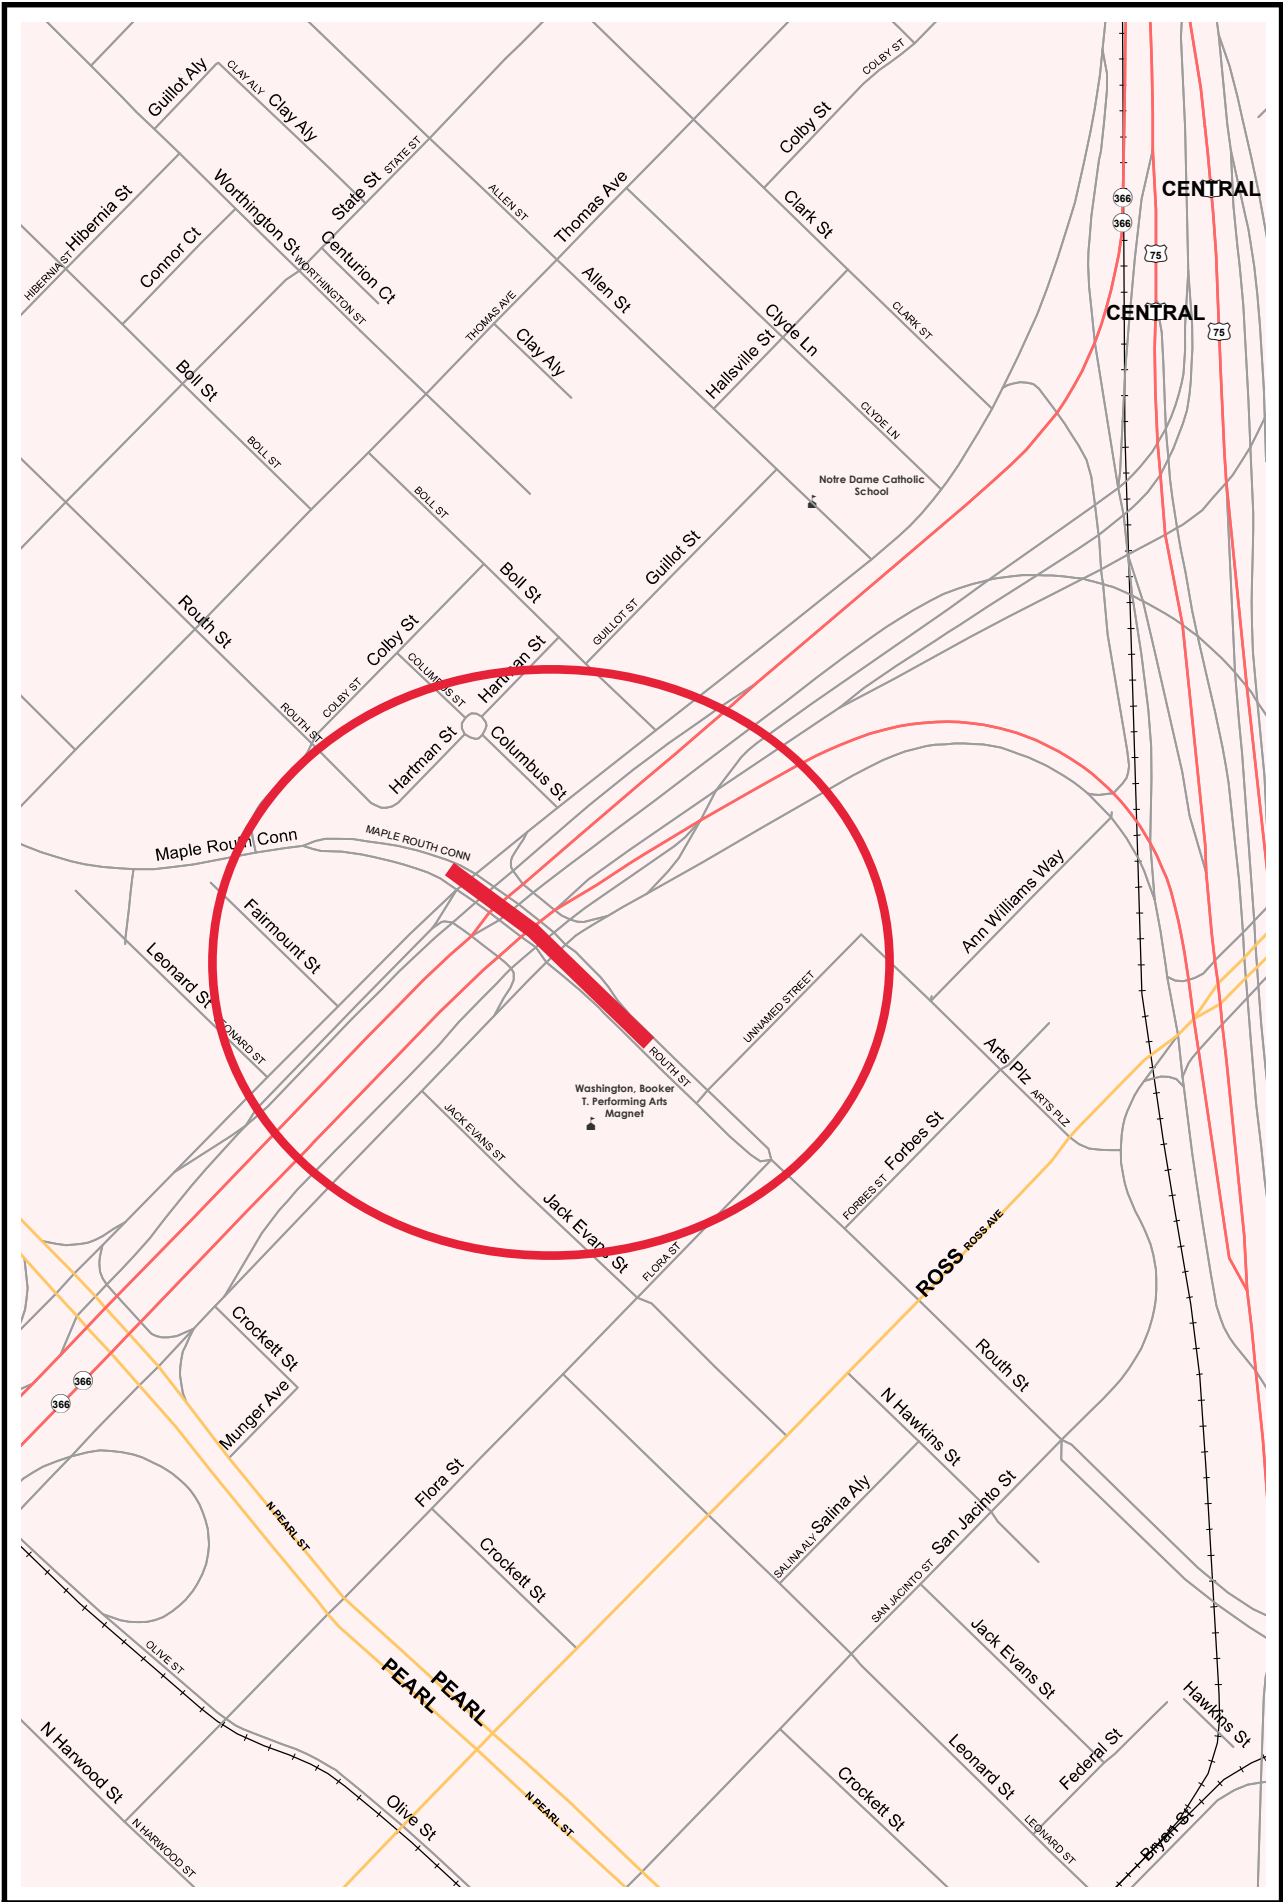 COLBY ST
Guillot Aly
CLAY ALY
Clay Aly
Colby St
STATE ST
State St
Worthington St
ALLEN ST
Thomas Ave
Clark St
CENTRAL
366
366
75
Hibernia St
HIBERNIA ST
Connor Ct
Centurion Ct
WORTHINGTON ST
Allen St
THOMAS AVE
CENTRAL
75
CLARK ST
Clyde Ln
Hallsville St
Clay Aly
Boll St
CLYDE LN
BOLL ST
Notre Dame Catholic
School
BOLL ST
Guillot St
Boll St
Routh St
GUILLOT ST
Colby St
Hartman St
COLUMBUS ST
COLBY ST
ROUTH ST
Hartman St
Columbus St
Maple Routh Conn
MAPLE ROUTH CONN
Ann Williams Way
Fairmount St
Leonard St
LEONARD ST
UNNAMED STREET
ROUTH ST
Arts Plz
ARTS PLZ
Washington, Booker
T. Performing Arts
Magnet
JACK EVANS ST
Forbes St
FORBES ST
Jack Evans St
FLORA ST
ROSS
ROSS AVE
Crockett St
Routh St
366
366
Munger Ave
N Hawkins St
Flora St
N PEARL ST
Salina Aly
SALINA ALY
San Jacinto St
SAN JACINTO ST
Crockett St
OLIVE ST
Jack Evans St
PEARL
PEARL
Hawkins St
N Harwood St
Federal St
Leonard St
Crockett St
Olive St
N PEARL ST
N HARWOOD ST
LEONARD ST
Bryan St